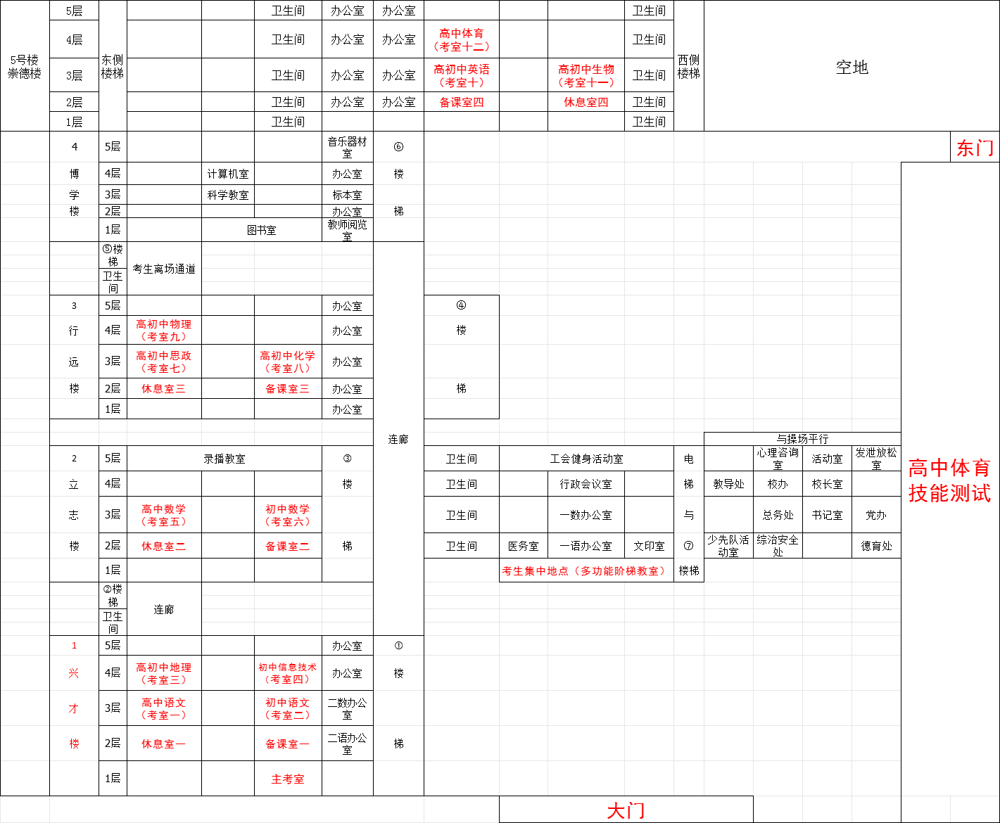 5层 卫生间 办公室 办公室 卫生间
4层 卫生间 办公室 办公室 高中体育 卫生间
（考室十二）
5号楼 东侧 西侧
崇德楼 楼梯 楼梯
空地
3层 卫生间 办公室 办公室 高初中英语 高初中生物 卫生间
（考室十） （考室十一）
2层 卫生间 办公室 办公室 备课室四 休息室四 卫生间
1层 卫生间 卫生间
4 5层 音乐器材 ⑥ 东门
室
博 4层 计算机室 办公室 楼
学 3层 科学教室 标本室
楼 2层 办公室 梯
1层 图书室 教师阅览
室
⑤楼
梯
考生离场通道
卫生
间
3 5层 办公室 ④
行 4层 高初中物理 办公室 楼
（考室九）
远 3层 高初中思政 高初中化学 办公室
（考室七） （考室八）
楼 2层 休息室三 备课室三 办公室 梯
1层 办公室
连廊 与操场平行
2 5层 录播教室 ③ 卫生间 工会健身活动室 电 心理咨询 活动室 发泄放松
室 室
高中体育
技能测试
立 4层 楼 卫生间 行政会议室 梯 教导处 校办 校长室
志 3层 高中数学 初中数学 卫生间 一数办公室 与 总务处 书记室 党办
（考室五） （考室六）
楼 2层 休息室二 备课室二 梯 卫生间 医务室 一语办公室 文印室 ⑦ 少先队活 综治安全 德育处
动室 处
1层 考生集中地点（多功能阶梯教室） 楼梯
②楼
梯
连廊
卫生
间
1 5层 办公室 ①
兴 4层 高初中地理 初中信息技术 办公室 楼
（考室三） （考室四）
才 3层 高中语文 初中语文 二数办公
（考室一） （考室二） 室
楼 2层 休息室一 备课室一 二语办公 梯
室
1层 主考室
大门